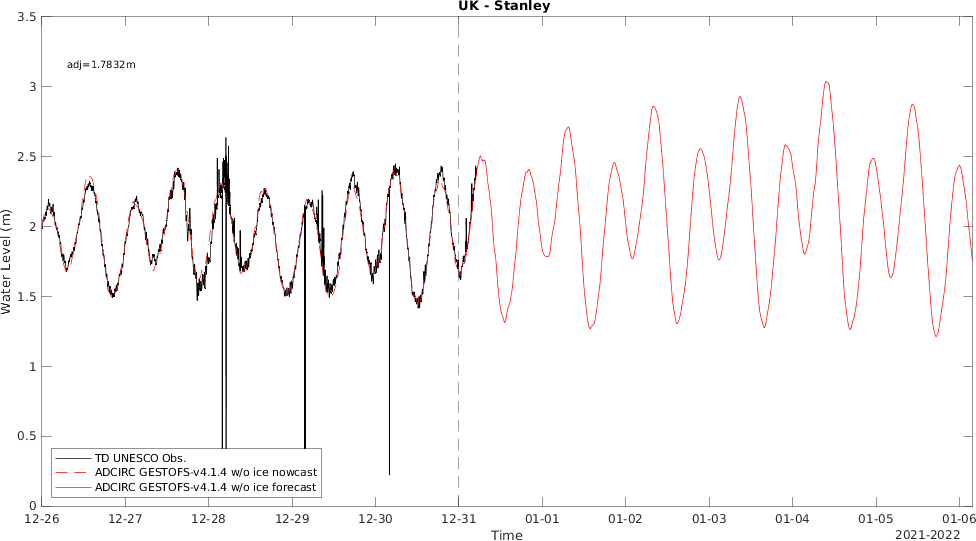 UK - Stanley
3.5
adj=1.7832m
3
2.5
2
Water Level (m)
1.5
1
0.5
TD UNESCO Obs.
ADCIRC GESTOFS-v4.1.4 w/o ice nowcast
ADCIRC GESTOFS-v4.1.4 w/o ice forecast
0
12-26 12-27 12-28 12-29 12-30 12-31 01-01 01-02 01-03 01-04 01-05 01-06
Time
2021-2022